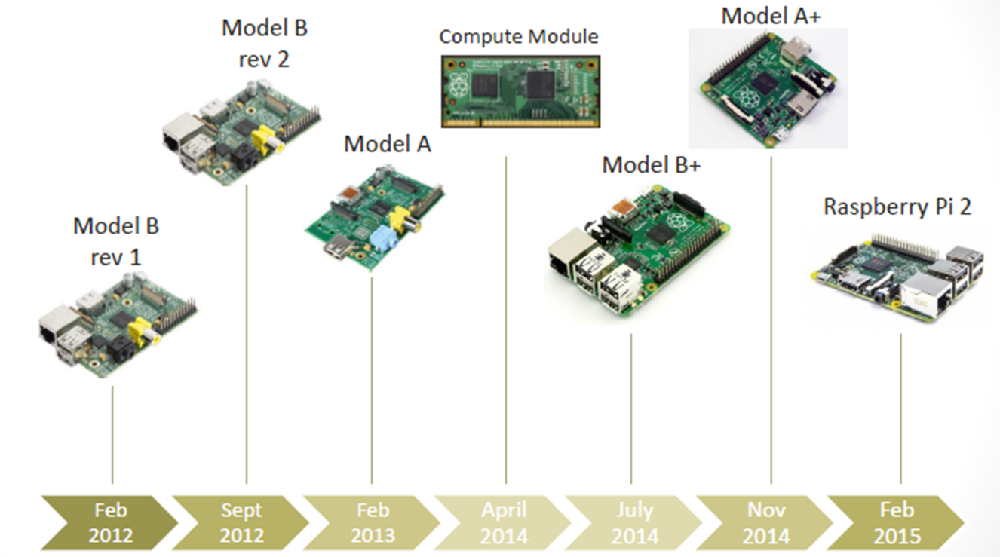 Model B
rev 1
Model B
rev 2
Model A
Compute Module
Model B+
Model A+
Raspberry Pi 2
Feb
2012
Sept
2012
Feb
2013
April
2014
July
2014
Nov
2014
Feb
2015